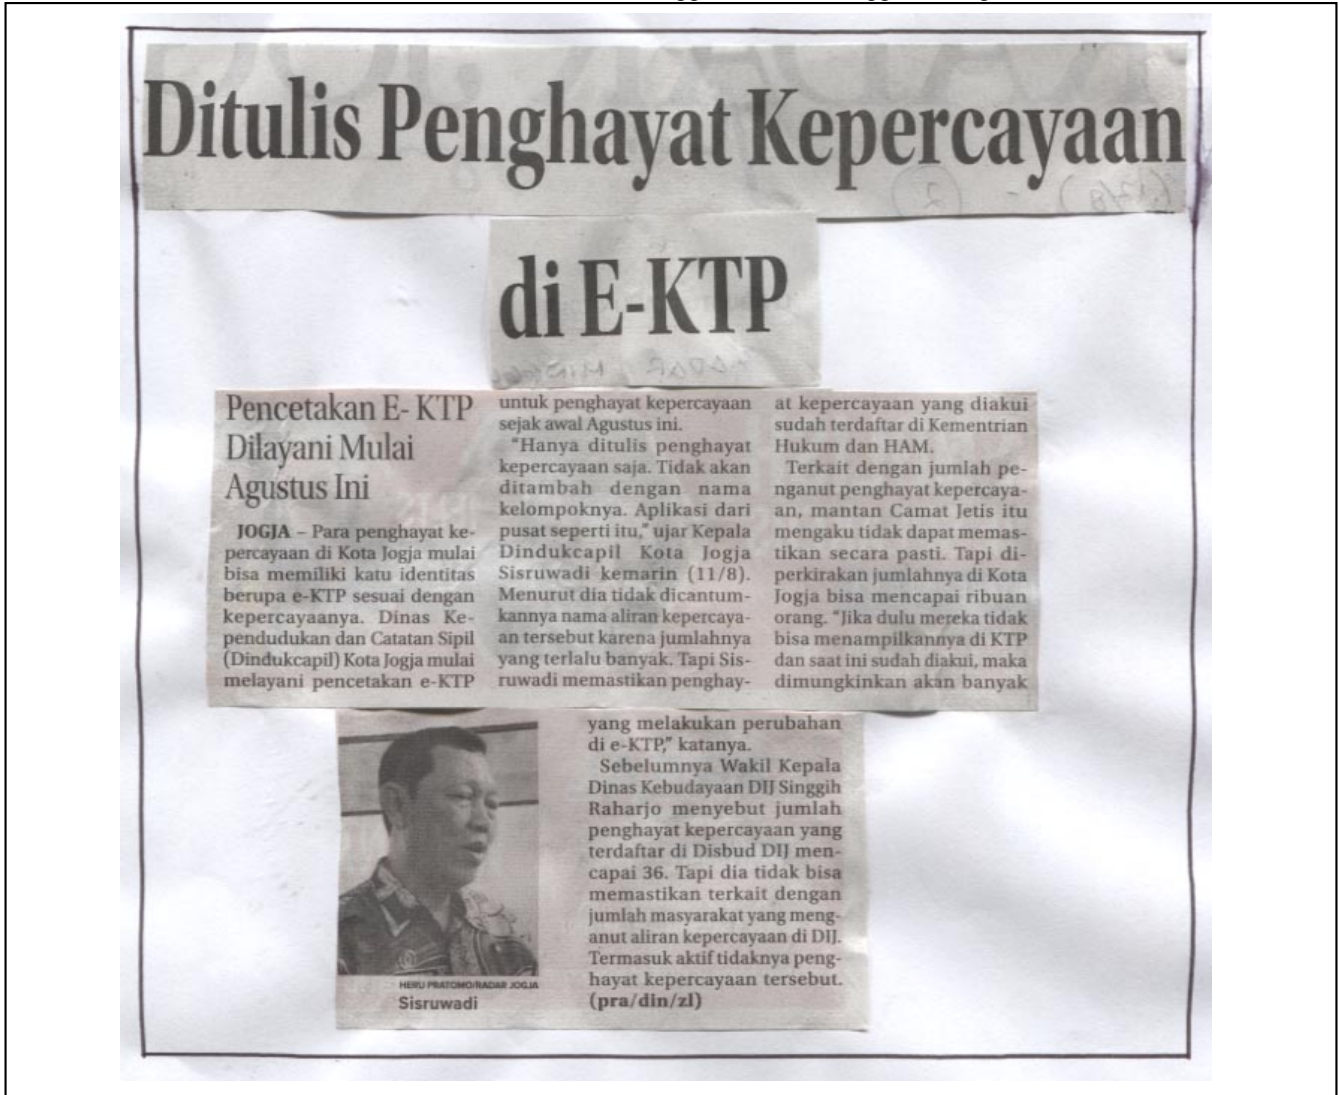 Ditulis Penghayat Kepercayaan
di E-KTP
Pencetakan E- KTP
Dilayani Mulai
Agustus Ini
JOGJA – Para penghayat ke-
percayaan di Kota Jogja mulai
bisa memiliki katu identitas
berupa e-KTP sesuai dengan
kepercayaanya. Dinas Ke-
pendudukan dan Catatan Sipil
(Dindukcapil) Kota Jogja mulai
melayani pencetakan e-KTP
untuk penghayat kepercayaan
sejak awal Agustus ini.
"Hanya ditulis penghayat
kepercayaan saja. Tidak akan
ditambah dengan nama
kelompoknya. Aplikasi dari
pusat seperti itu," ujar Kepala
Dindukcapil Kota Jogja
Sisruwadi kemarin (11/8).
Menurut dia tidak dicantum-
kannya nama aliran kepercaya-
an tersebut karena jumlahnya
yang terlalu banyak. Tapi Sis-
ruwadi memastikan penghay-
at kepercayaan yang diakui
sudah terdaftar di Kementrian
Hukum dan HAM.
Terkait dengan jumlah pe-
nganut penghayat kepercaya-
an, mantan Camat Jetis itu
mengaku tidak dapat memas-
tikan secara pasti. Tapi di-
perkirakan jumlahnya di Kota
Jogja bisa mencapai ribuan
orang. "Jika dulu mereka tidak
bisa menampilkannya di KTP
dan saat ini sudah diakui, maka
dimungkinkan akan banyak
yang melakukan perubahan
di e-KTP," katanya.
Sebelumnya Wakil Kepala
Dinas Kebudayaan DIJ Singgih
Raharjo menyebut jumlah
penghayat kepercayaan yang
terdaftar di Disbud DIJ men-
capai 36. Tapi dia tidak bisa
memastikan terkait dengan
jumlah masyarakat yang meng-
anut aliran kepercayaan di DIJ.
Termasuk aktif tidaknya peng-
hayat kepercayaan tersebut.
(pra/din/zl)
HERU PRATOMO/RADAR JOGJA
Sisruwadi